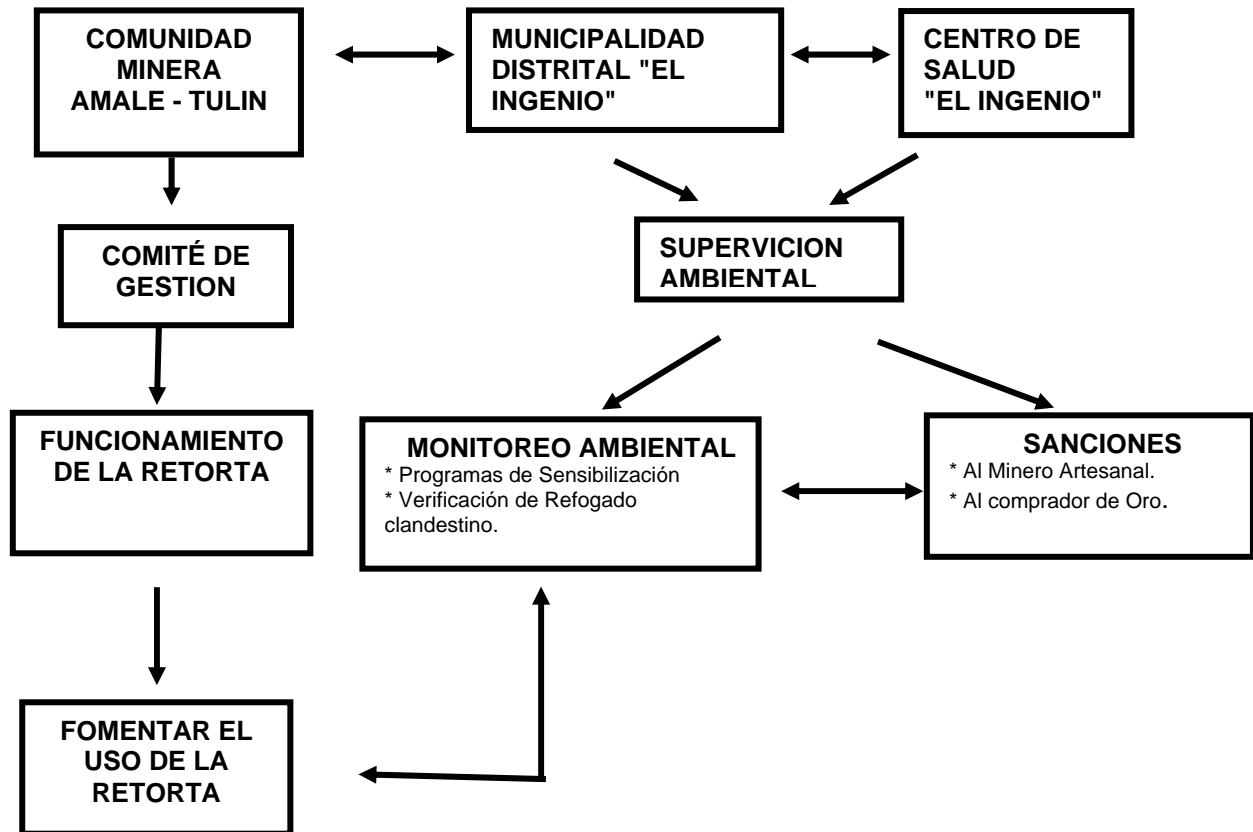 COMUNIDAD
MINERA
AMALE - TULIN
MUNICIPALIDAD
DISTRITAL "EL
INGENIO"
CENTRO DE
SALUD
"EL INGENIO"
COMITÉ DE
GESTION
SUPERVICION
AMBIENTAL
FUNCIONAMIENTO
DE LA RETORTA
MONITOREO AMBIENTAL
* Programas de Sensibilización
* Verificación de Refogado
clandestino.
SANCIONES
* Al Minero Artesanal.
* Al comprador de Oro.
FOMENTAR EL
USO DE LA
RETORTA